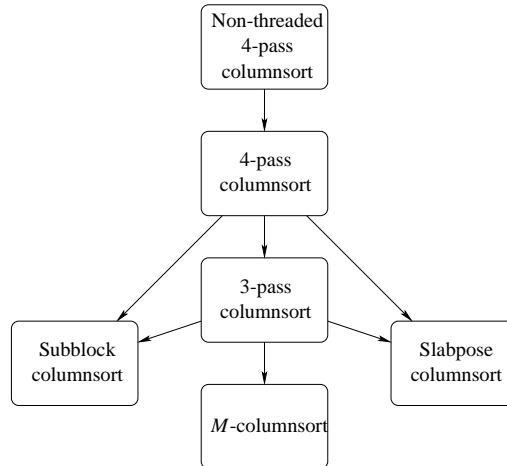 Non-threaded
4-pass
columnsort
4-pass
columnsort
3-pass
columnsort
Subblock
columnsort
Slabpose
columnsort
M-columnsort